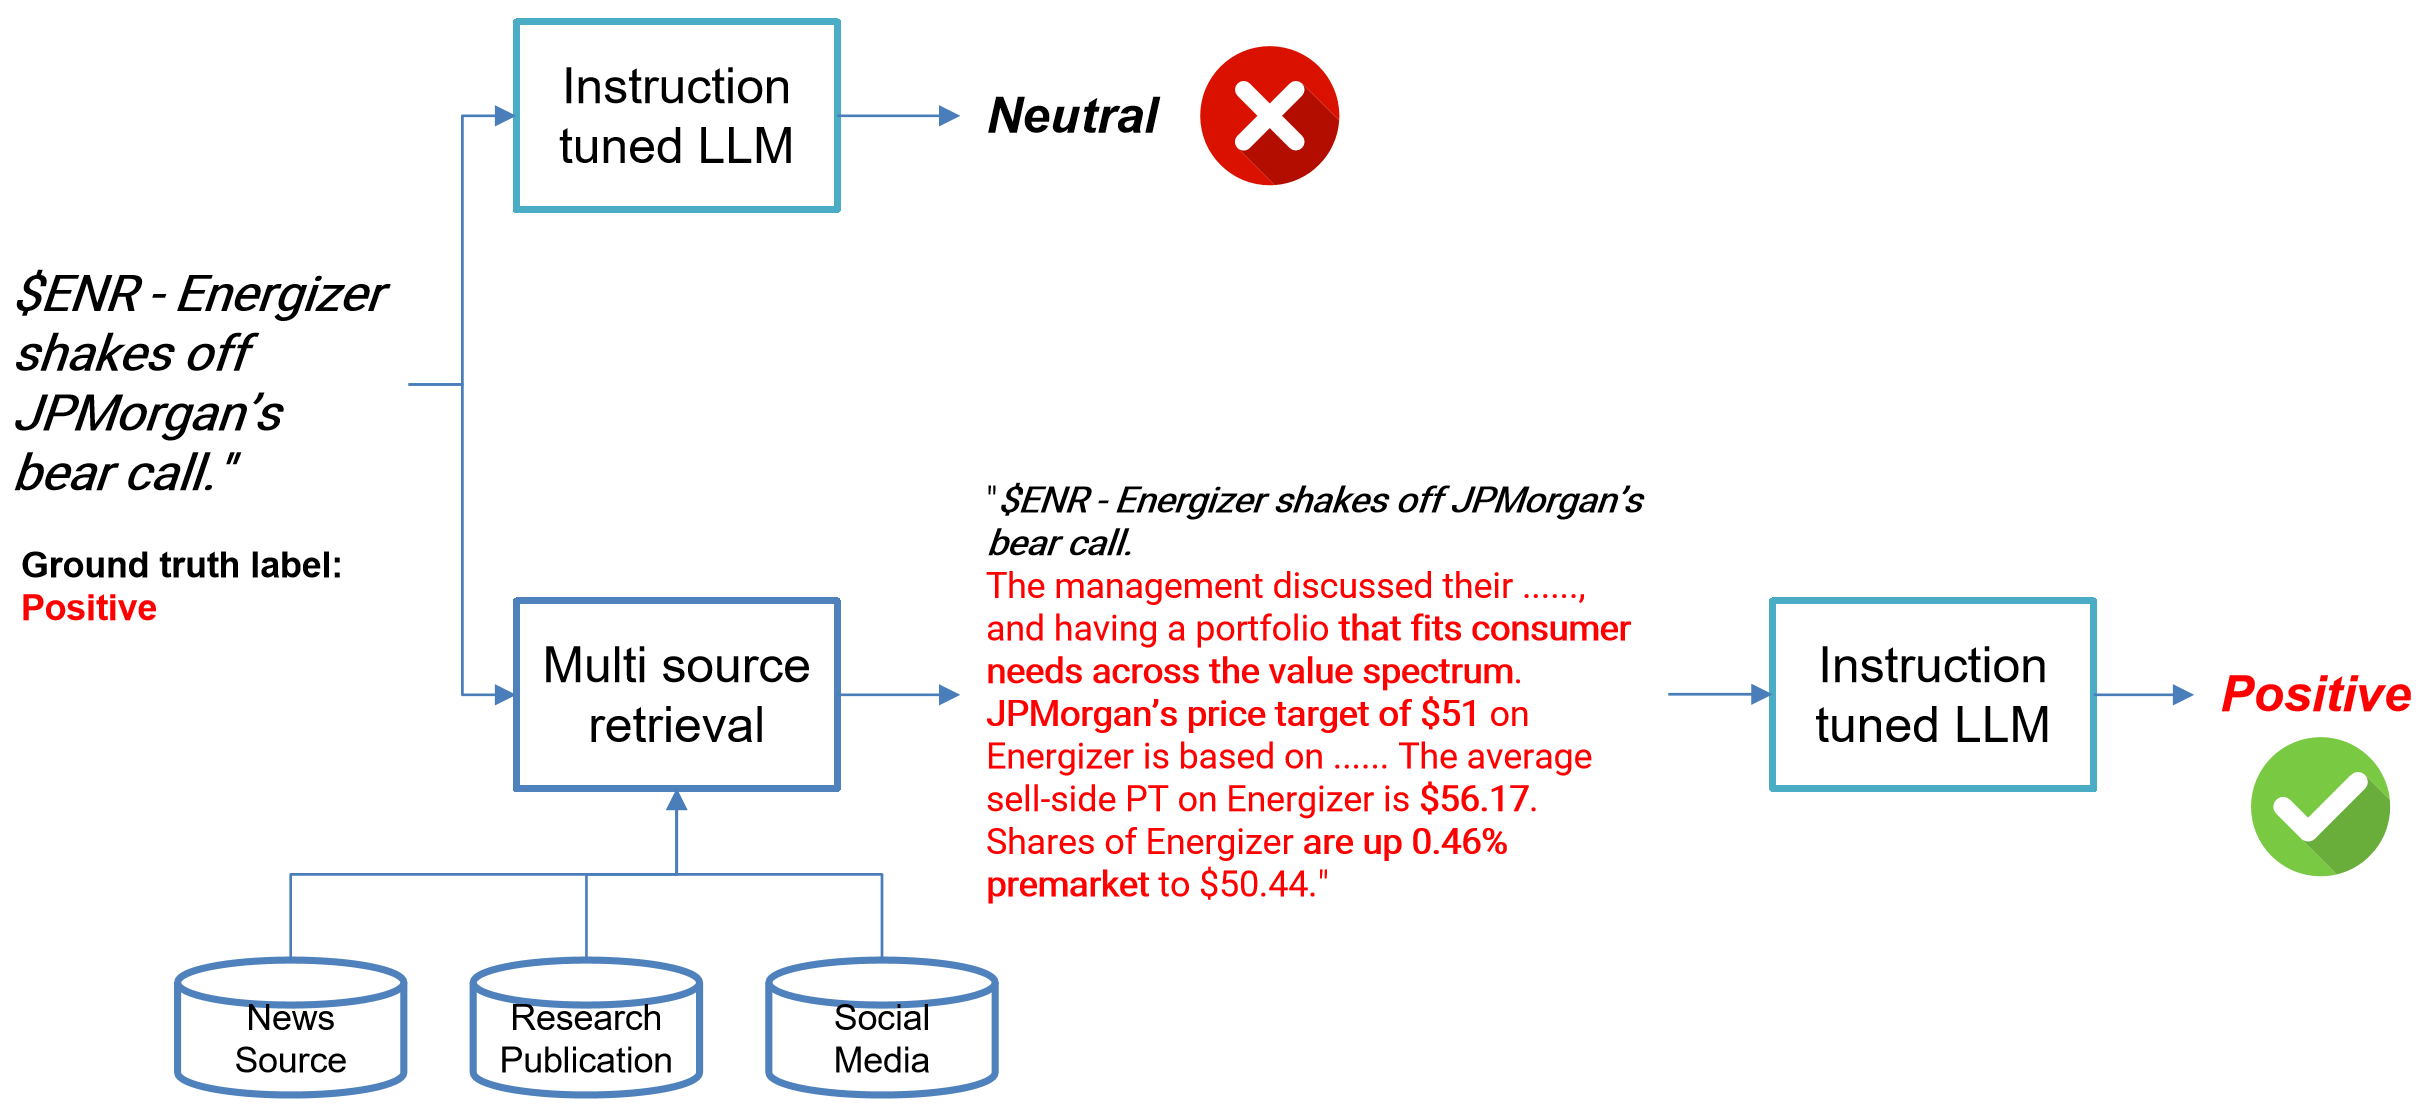 Instruction
tuned LLM
Neutral
$ENR - Energizer
shakes off
JPMorgan’s
bear call."
Ground truth label:
Positive
Multi source
retrieval
"$ENR - Energizer shakes off JPMorgan’s
bear call.
The management discussed their ......,
and having a portfolio that fits consumer
needs across the value spectrum.
JPMorgan’s price target of $51 on
Energizer is based on ...... The average
sell-side PT on Energizer is $56.17.
Shares of Energizer are up 0.46%
premarket to $50.44."
Instruction
tuned LLM
Positive
News
Source
Research
Publication
Social
Media